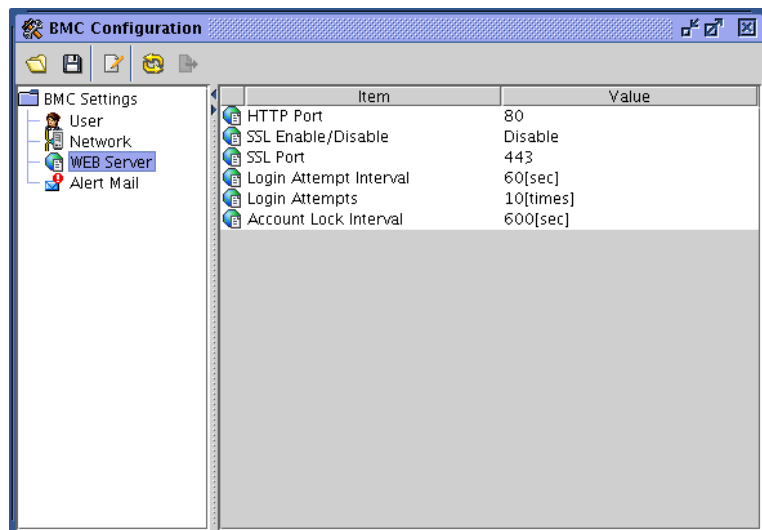 BMC Configuration
BMC Settings
User
Network
WEB Server
Alert Mail
Item Value
HTTP Port 80
SSL Enable/Disable Disable
SSL Port 443
Login Attempt Interval 60[sec]
Login Attempts 10[times]
Account Lock Interval 600[sec]